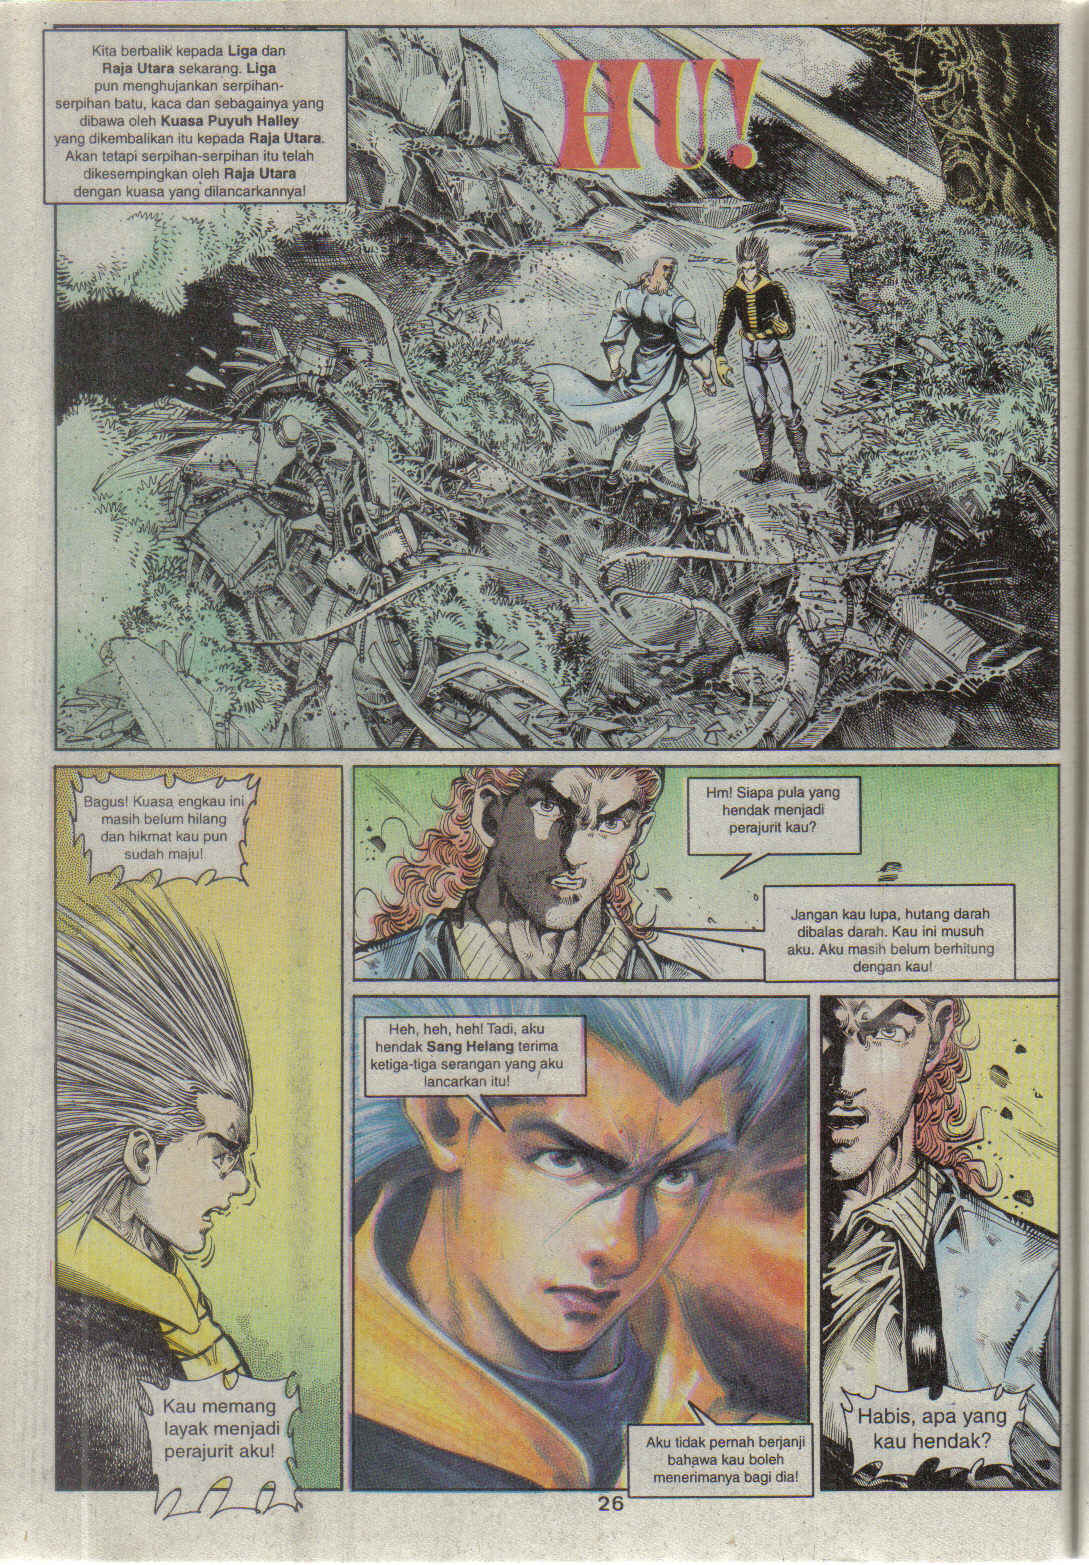 Kita berbalik kepada Liga dan
Raja Utara sekarang. Liga
pun menghujankan serpihan-
serpihan batu, kaca dan sebagainya yang
dibawa oleh Kuasa Puyuh Halley
yang dikembalikan itu kepada Raja Utara.
Akan tetapi serpihan-serpihan itu telah
dikesempingkan oleh Raja Utara
dengan kuasa yang dilancarkannya!
HU!
Bagus! Kuasa engkau ini
masih belum hilang
dan hikmat kau pun
sudah maju!
Kau memang
layak menjadi
perajurit aku!
Hm! Siapa pula yang
hendak menjadi
perajurit kau?
Jangan kau lupa, hutang darah
dibalas darah. Kau ini musuh
aku. Aku masih belum berhitung
dengan kau!
Heh, heh, heh! Tadi, aku
hendak Sang Helang terima
ketiga-tiga serangan yang aku
lancarkan itu!
Aku tidak pernah berjanji
bahawa kau boleh
menerimanya bagi dia!
Habis, apa yang
kau hendak?
26